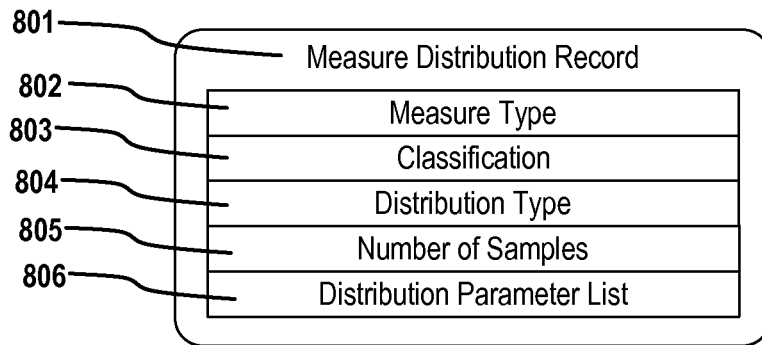 801 Measure Distribution Record
802 Measure Type
803 Classification
804 Distribution Type
805 Number of Samples
806 Distribution Parameter List